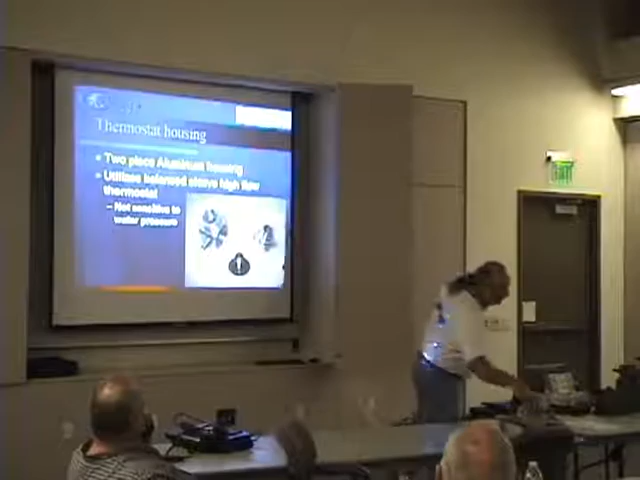 Thermostat housing
• Two piece Aluminum housing
• Utilizes balanced sleeve high flow
thermostat
– Not sensitive to
water pressure
EXIT